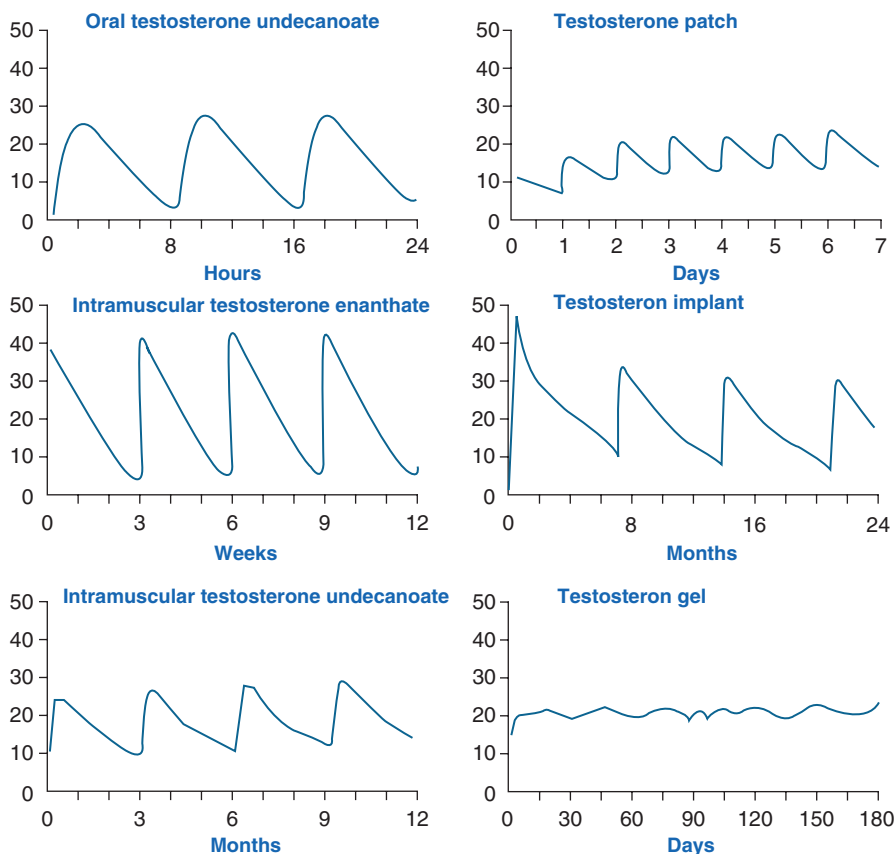 Oral testosterone undecanoate
50
40
30
20
10
0
0 8 16 24
Hours
Testosterone patch
50
40
30
20
10
0
0 1 2 3 4 5 6 7
Days
Intramuscular testosterone enanthate
50
40
30
20
10
0
0 3 6 9 12
Weeks
Testosteron implant
50
40
30
20
10
0
0 8 16 24
Months
Intramuscular testosterone undecanoate
50
40
30
20
10
0
0 3 6 9 12
Months
Testosteron gel
50
40
30
20
10
0
0 30 60 90 120 150 180
Days